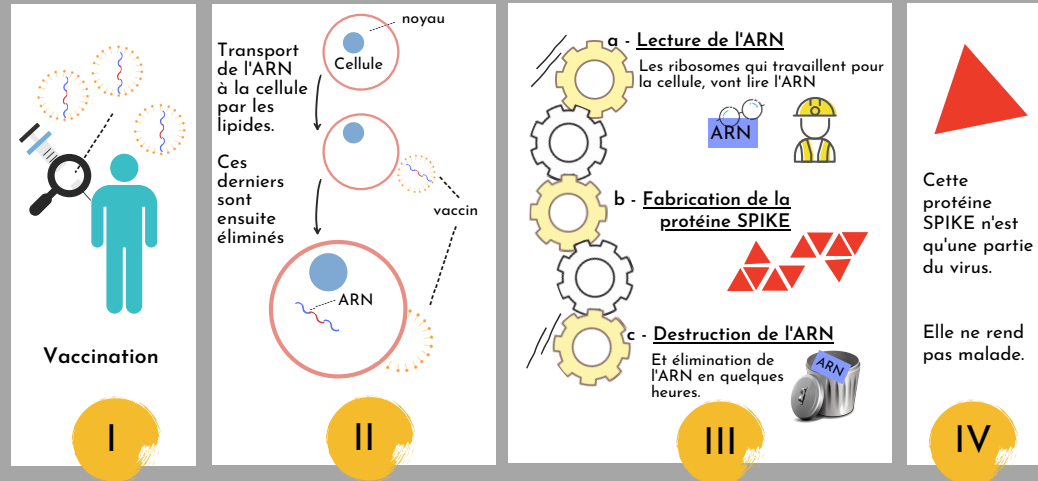 Vaccination
I
noyau
Cellule
Transport
de l'ARN
à la cellule
par les
lipides.
Ces
derniers
sont
ensuite
éliminés
vaccin
ARN
II
a - Lecture de l'ARN
Les ribosomes qui travaillent pour
la cellule, vont lire l'ARN
ARN
b - Fabrication de la
protéine SPIKE
c - Destruction de l'ARN
Et élimination de
l'ARN en quelques
heures.
ARN
III
Cette
protéine
SPIKE n'est
qu'une partie
du virus.
Elle ne rend
pas malade.
IV